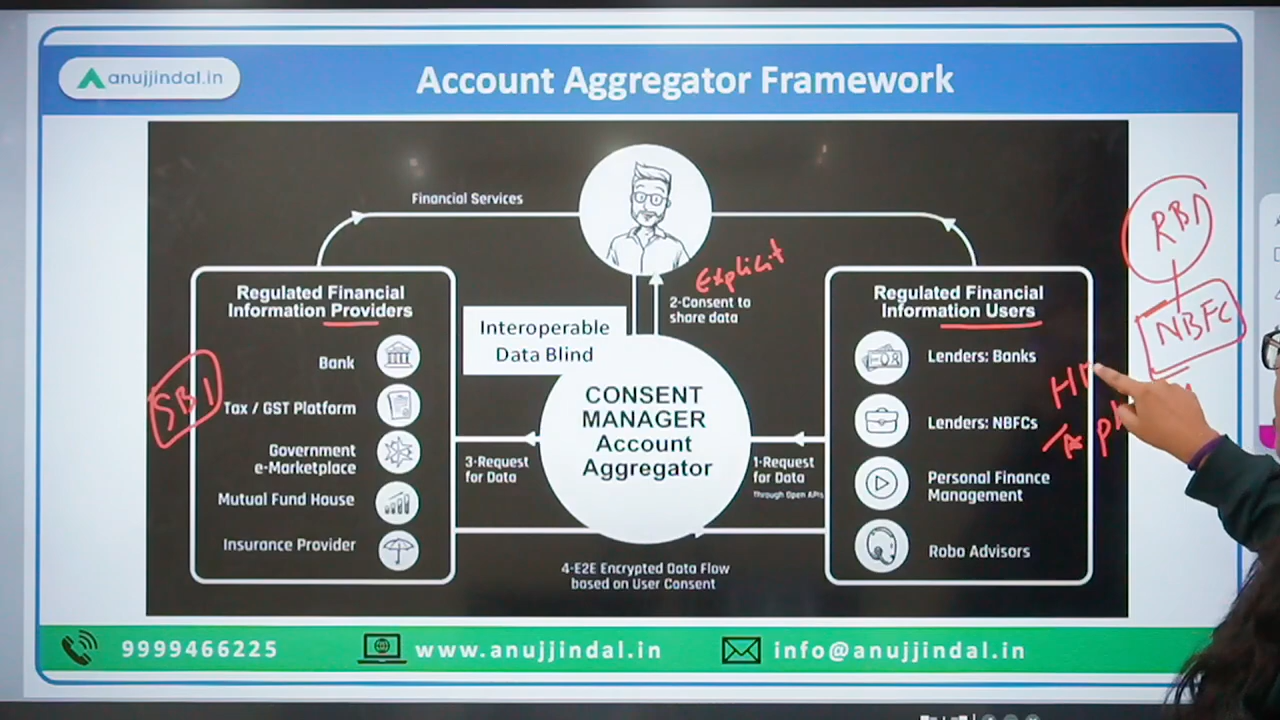 anujjindal.in
Account Aggregator Framework
Financial Services
Explicit
2-Consent to
share data
Regulated Financial
Information Providers
Bank
Tax / GST Platform
Government
e-Marketplace
Mutual Fund House
Insurance Provider
SBI
Interoperable
Data Blind
CONSENT
MANAGER
Account
Aggregator
3-Request
for Data
1-Request
for Data
Through Open APIs
4-E2E Encrypted Data Flow
based on User Consent
Regulated Financial
Information Users
Lenders: Banks
Lenders: NBFCs
Personal Finance
Management
Robo Advisors
RBI
NBFC
9999466225
www.anujjindal.in
info@anujjindal.in